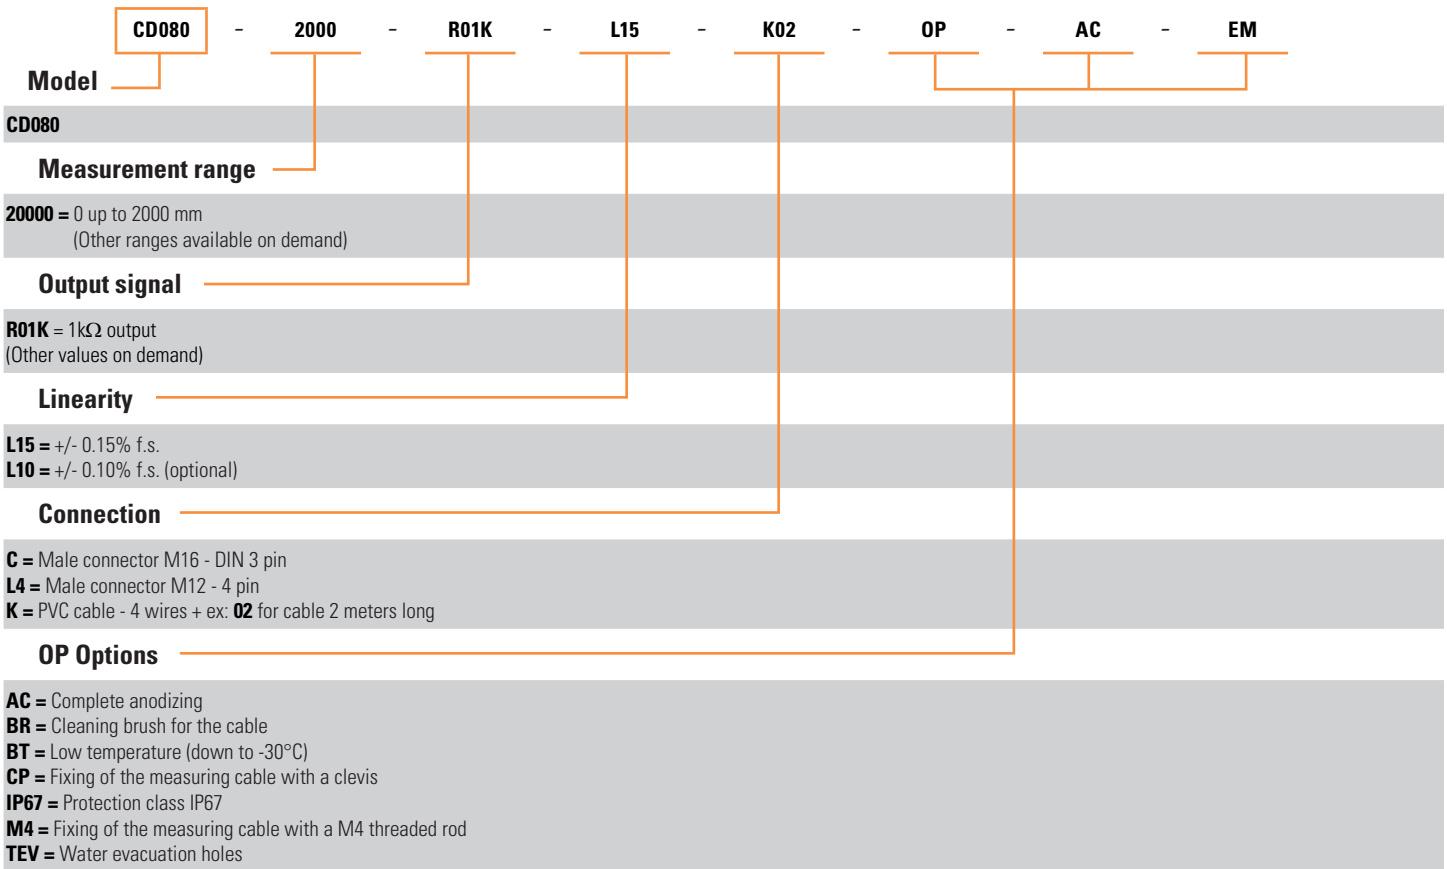 CD080 - 2000 - R01K - L15 - K02 - OP - AC - EM
Model
CD080
Measurement range
20000 = 0 up to 2000 mm
(Other ranges available on demand)
Output signal
R01K = 1kΩ output
(Other values on demand)
Linearity
L15 = +/- 0.15% f.s.
L10 = +/- 0.10% f.s. (optional)
Connection
C = Male connector M16 - DIN 3 pin
L4 = Male connector M12 - 4 pin
K = PVC cable - 4 wires + ex: 02 for cable 2 meters long
OP Options
AC = Complete anodizing
BR = Cleaning brush for the cable
BT = Low temperature (down to -30°C)
CP = Fixing of the measuring cable with a clevis
IP67 = Protection class IP67
M4 = Fixing of the measuring cable with a M4 threaded rod
TEV = Water evacuation holes